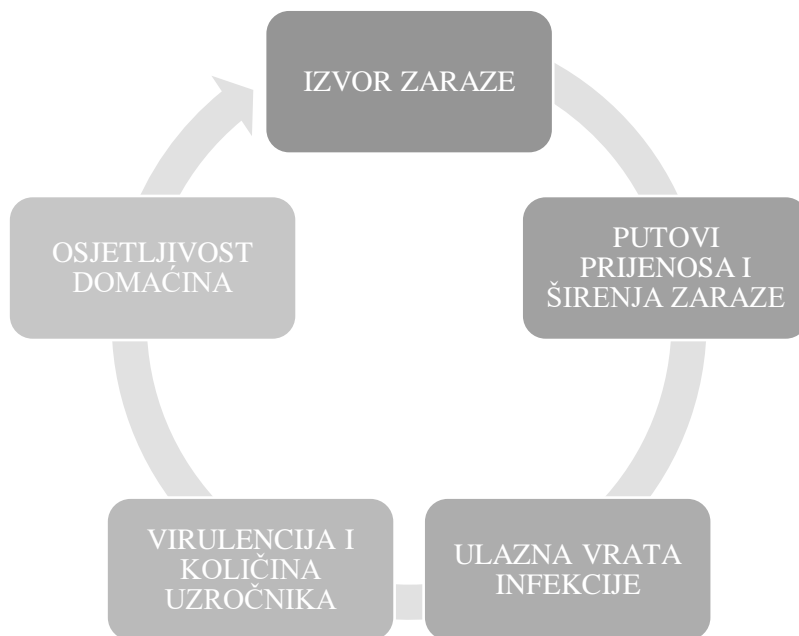 IZVOR ZARAZE
PUTOVI
PRIJENOSA I
ŠIRENJA ZARAZE
ULAZNA VRATA
INFEKCIJE
VIRULENCIJA I
KOLIČINA
UZROČNIKA
OSJETLJIVOST
DOMAĆINA